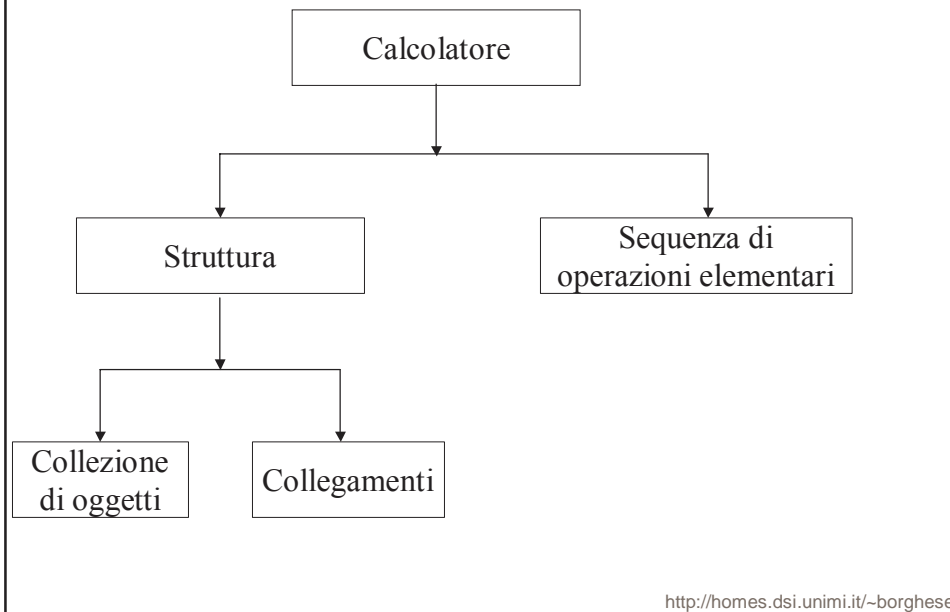 Calcolatore
Struttura
Sequenza di
operazioni elementari
Collezione
di oggetti
Collegamenti
http://homes.dsi.unimi.it/~borghese